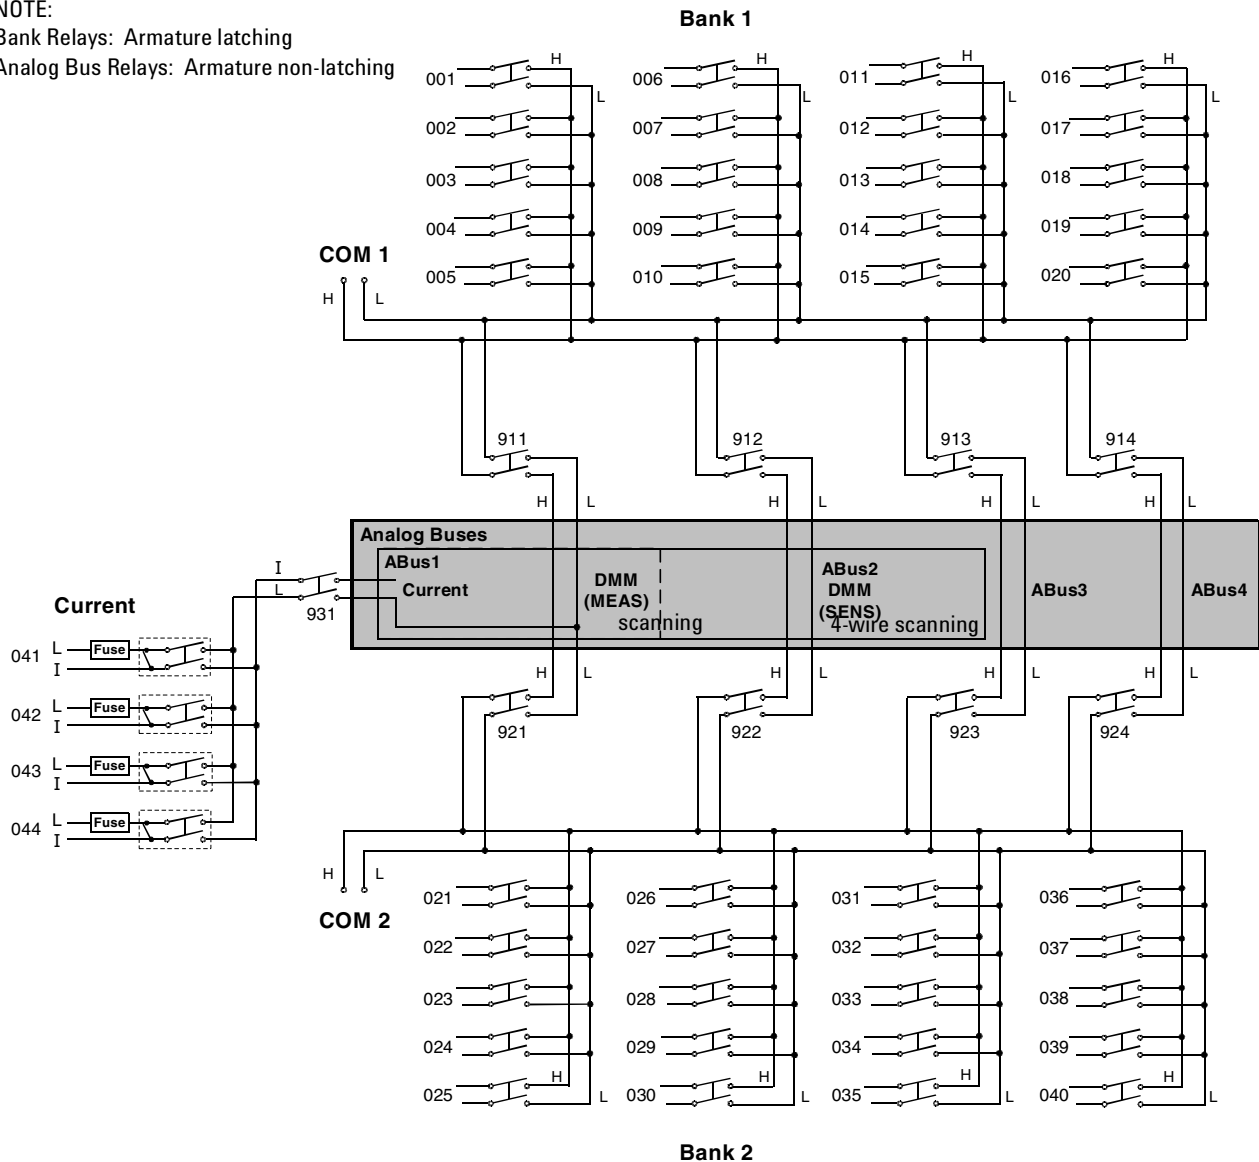 NOTE:
Bank Relays: Armature latching
Analog Bus Relays: Armature non-latching
Bank 1
H H H H
001 006 011 016
L L L L
002 007 012 017
003 008 013 018
004 009 014 019
COM 1
005 010 015 020
H L
911 912 913 914
H L H L H L H L
Analog Buses
ABus1
Current
DMM
(MEAS)
scanning
ABus2
DMM
(SENS)
4-wire scanning
ABus3
ABus4
I
L
931
Current
041 L Fuse
I
042 L Fuse
I
043 L Fuse
I
044 L Fuse
I
H L H L H L H L
921 922 923 924
H L
COM 2
021 026 031 036
022 027 032 037
023 028 033 038
024 029 034 039
H H H H
025 030 035 040
L L L L
Bank 2